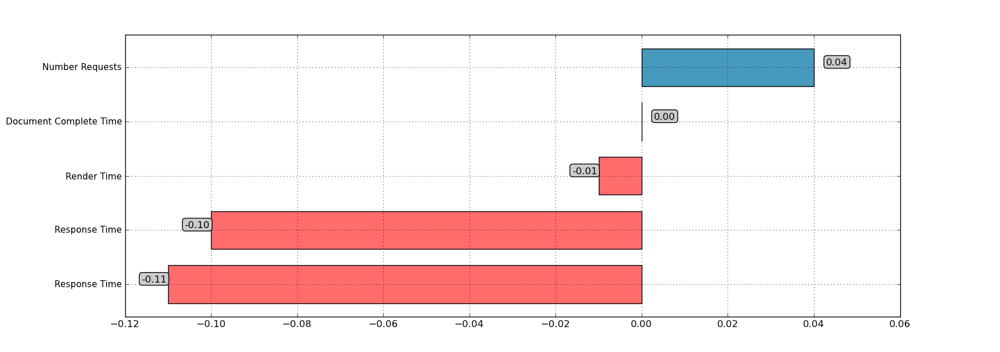 Number Requests
0.04
Document Complete Time
0.00
Render Time
-0.01
Response Time
-0.10
Response Time
-0.11
−0.12 −0.10 −0.08 −0.06 −0.04 −0.02 0.00 0.02 0.04 0.06